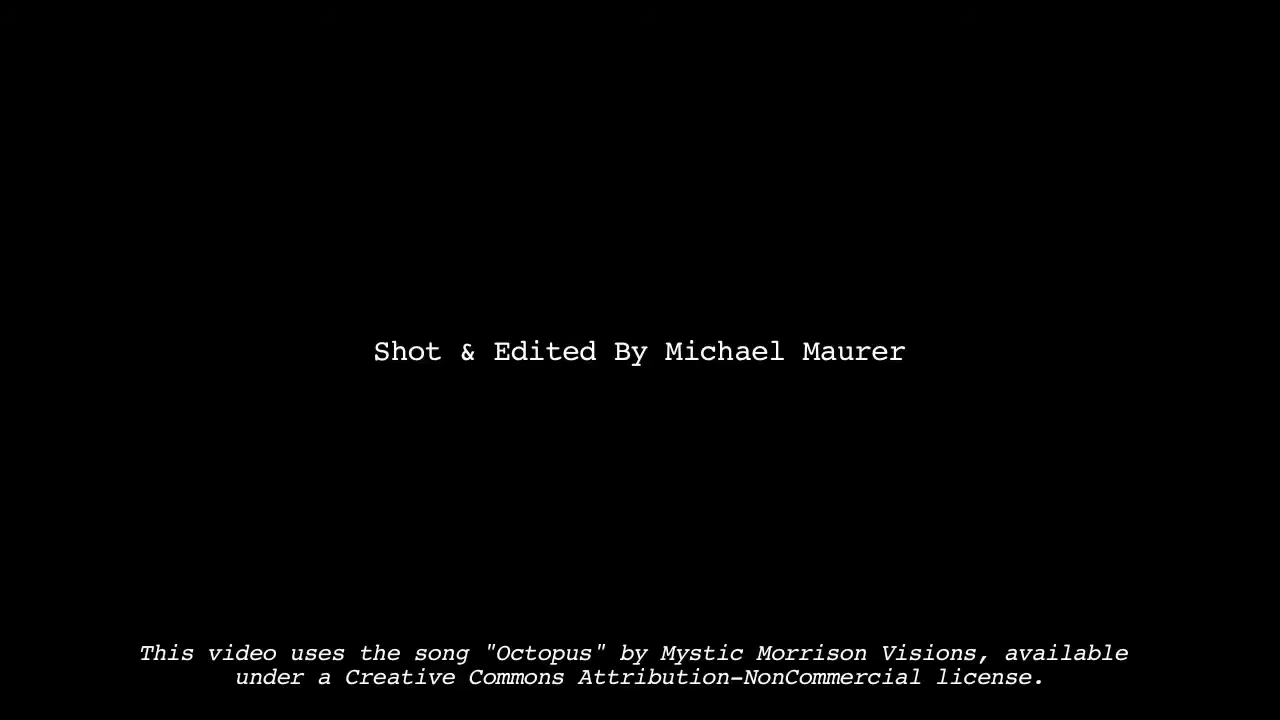 Shot & Edited By Michael Maurer
This video uses the song "Octopus" by Mystic Morrison Visions, available
under a Creative Commons Attribution-NonCommercial license.